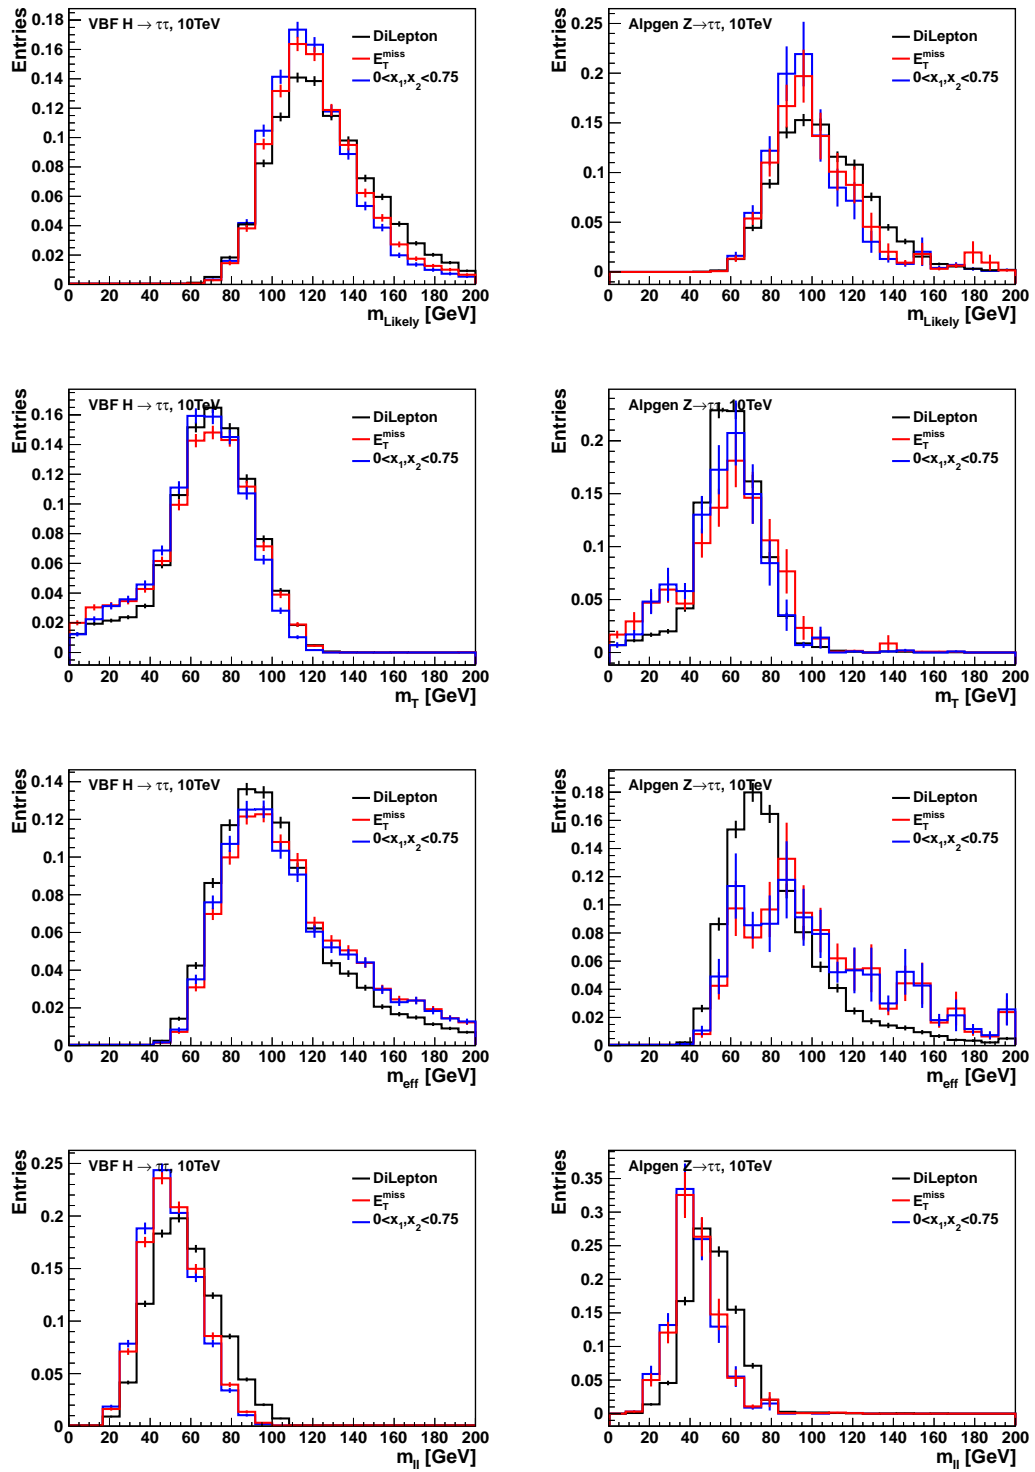 Entries
VBF H → ττ, 10TeV
DiLepton
E_T^miss
0<x_1,x_2<0.75
0.18
0.16
0.14
0.12
0.1
0.08
0.06
0.04
0.02
0
0 20 40 60 80 100 120 140 160 180 200
m_Likely [GeV]
Entries
Alpgen Z→ττ, 10TeV
DiLepton
E_T^miss
0<x_1,x_2<0.75
0.25
0.2
0.15
0.1
0.05
0
0 20 40 60 80 100 120 140 160 180 200
m_Likely [GeV]
Entries
VBF H → ττ, 10TeV
DiLepton
E_T^miss
0<x_1,x_2<0.75
0.16
0.14
0.12
0.1
0.08
0.06
0.04
0.02
0
0 20 40 60 80 100 120 140 160 180 200
m_T [GeV]
Entries
Alpgen Z→ττ, 10TeV
DiLepton
E_T^miss
0<x_1,x_2<0.75
0.2
0.15
0.1
0.05
0
0 20 40 60 80 100 120 140 160 180 200
m_T [GeV]
Entries
VBF H → ττ, 10TeV
DiLepton
E_T^miss
0<x_1,x_2<0.75
0.14
0.12
0.1
0.08
0.06
0.04
0.02
0
0 20 40 60 80 100 120 140 160 180 200
m_eff [GeV]
Entries
Alpgen Z→ττ, 10TeV
DiLepton
E_T^miss
0<x_1,x_2<0.75
0.18
0.16
0.14
0.12
0.1
0.08
0.06
0.04
0.02
0
0 20 40 60 80 100 120 140 160 180 200
m_eff [GeV]
Entries
VBF H → ττ, 10TeV
DiLepton
E_T^miss
0<x_1,x_2<0.75
0.25
0.2
0.15
0.1
0.05
0
0 20 40 60 80 100 120 140 160 180 200
m_ll [GeV]
Entries
Alpgen Z→ττ, 10TeV
DiLepton
E_T^miss
0<x_1,x_2<0.75
0.35
0.3
0.25
0.2
0.15
0.1
0.05
0
0 20 40 60 80 100 120 140 160 180 200
m_ll [GeV]